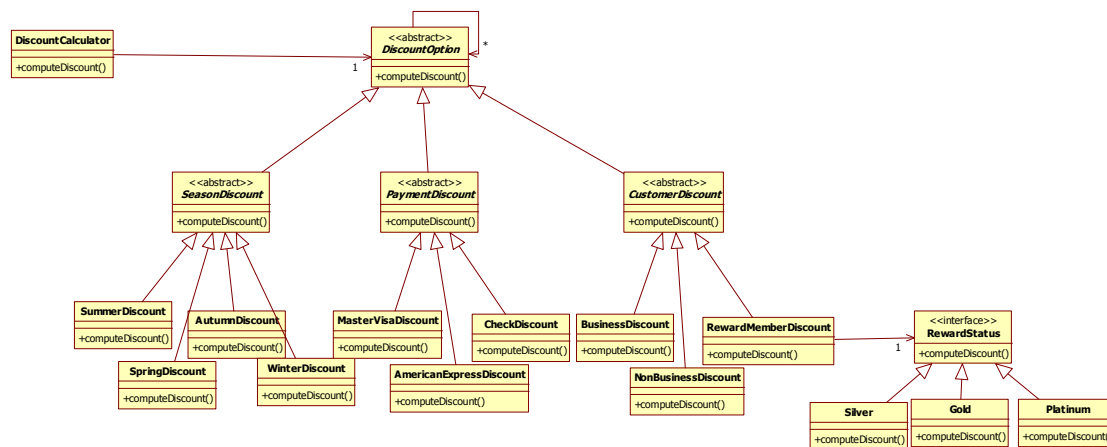 <<abstract>>
DiscountOption
+computeDiscount()
*
1
DiscountCalculator
+computeDiscount()
<<abstract>>
SeasonDiscount
+computeDiscount()
<<abstract>>
PaymentDiscount
+computeDiscount()
<<abstract>>
CustomerDiscount
+computeDiscount()
SummerDiscount
+computeDiscount()
AutumnDiscount
+computeDiscount()
SpringDiscount
+computeDiscount()
WinterDiscount
+computeDiscount()
MasterVisaDiscount
+computeDiscount()
CheckDiscount
+computeDiscount()
AmericanExpressDiscount
+computeDiscount()
BusinessDiscount
+computeDiscount()
RewardMemberDiscount
+computeDiscount()
NonBusinessDiscount
+computeDiscount()
1
<<interface>>
RewardStatus
+computeDiscount()
Silver
+computeDiscount()
Gold
+computeDiscount()
Platinum
+computeDiscount()